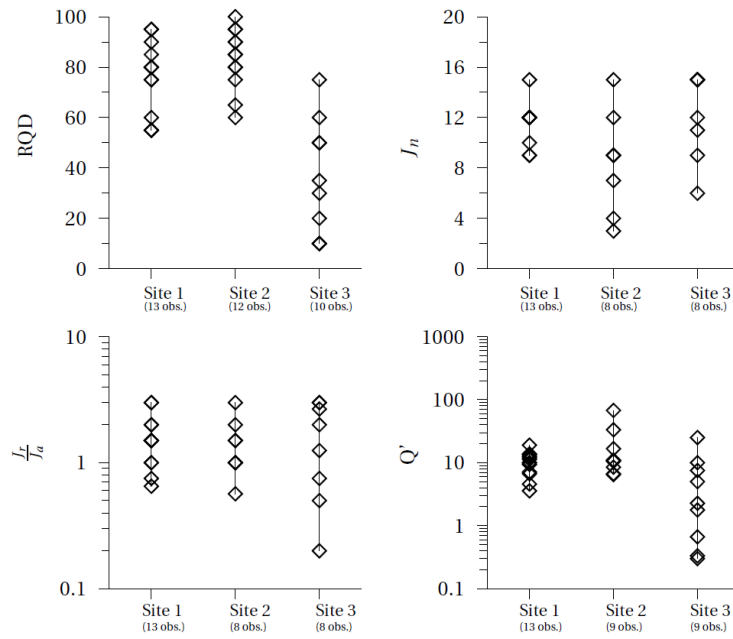 100
80
60
40
20
0
RQD
Site 1 Site 2 Site 3
(13 obs.) (12 obs.) (10 obs.)
20
16
12
8
4
0
J_n
Site 1 Site 2 Site 3
(13 obs.) (8 obs.) (8 obs.)
10
1
0.1
J_r
J_a
Site 1 Site 2 Site 3
(13 obs.) (8 obs.) (8 obs.)
1000
100
10
1
0.1
Q'
Site 1 Site 2 Site 3
(13 obs.) (9 obs.) (9 obs.)